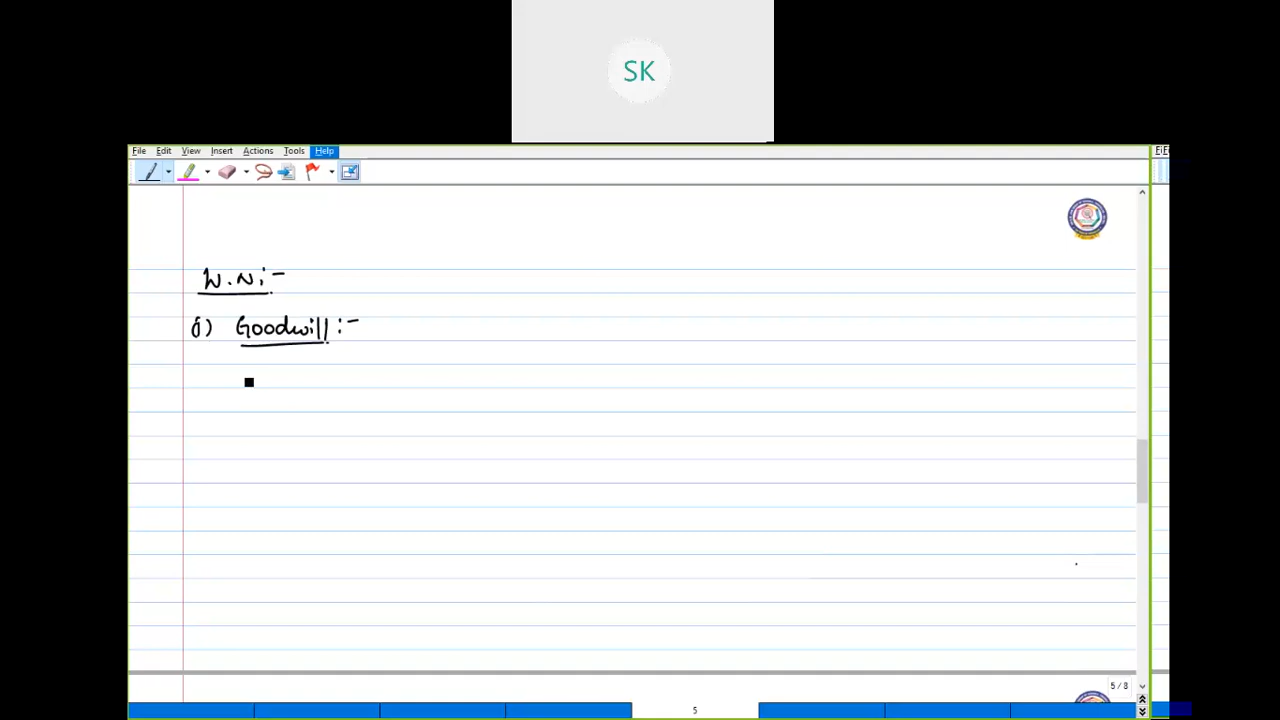 SK
File Edit View Insert Actions Tools Help
W.N:-
(i) Goodwill:-
5 / 8
5